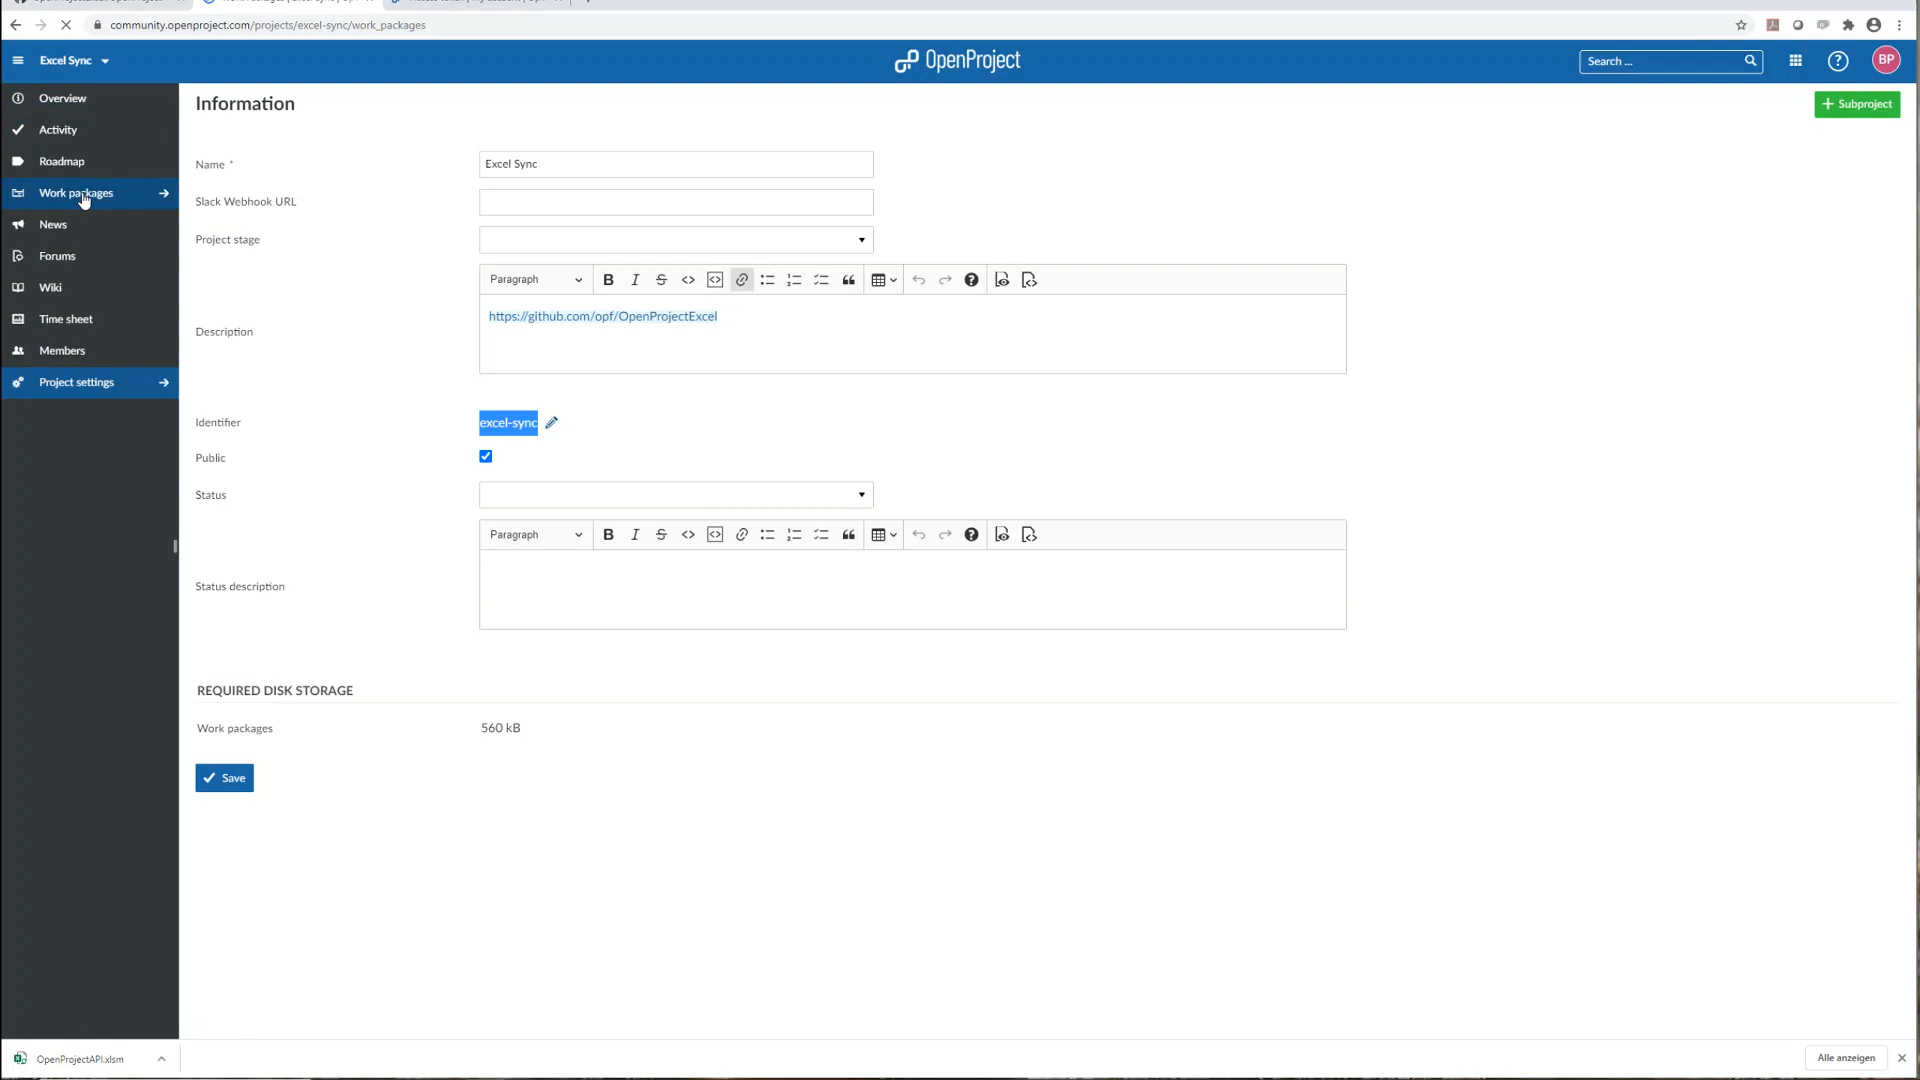 community.openproject.com/projects/excel-sync/work_packages
Excel Sync
OpenProject
Search ...
?
BP
Overview
Activity
Roadmap
Work packages
News
Forums
Wiki
Time sheet
Members
Project settings
Information
+ Subproject
Name *
Excel Sync
Slack Webhook URL
Project stage
Paragraph
B I S
Description
https://github.com/opf/OpenProjectExcel
Identifier
excel-sync
Public
Status
Paragraph
B I S
Status description
REQUIRED DISK STORAGE
Work packages
560 kB
Save
OpenProjectAPI.xlsm
Alle anzeigen